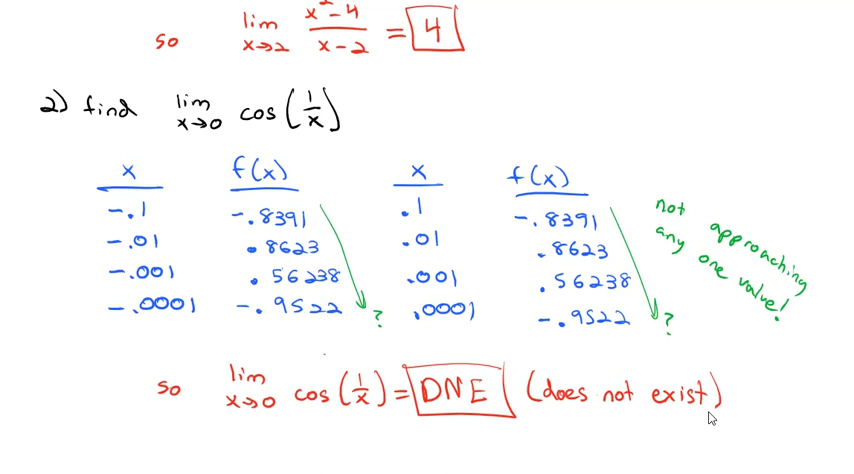 so lim x→2 x²-4 / x-2 = 4
2) find lim x→0 cos(1/x)
x f(x) x f(x)
-.1 -.8391 .1 -.8391
-.01 .8623 .01 .8623
-.001 .56238 .001 .56238
-.0001 -.9522 ? .0001 -.9522 ?
not approaching
any one value!
so lim x→0 cos(1/x) = DNE (does not exist)